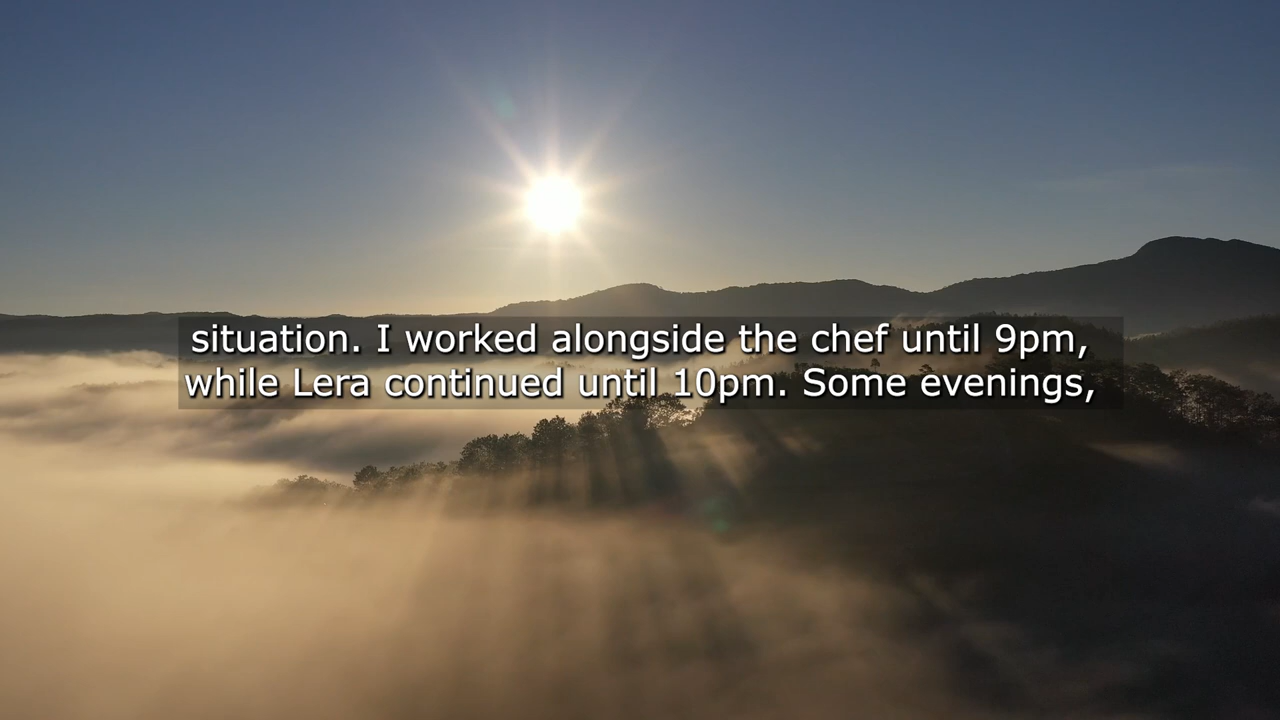 situation. I worked alongside the chef until 9pm,
while Lera continued until 10pm. Some evenings,